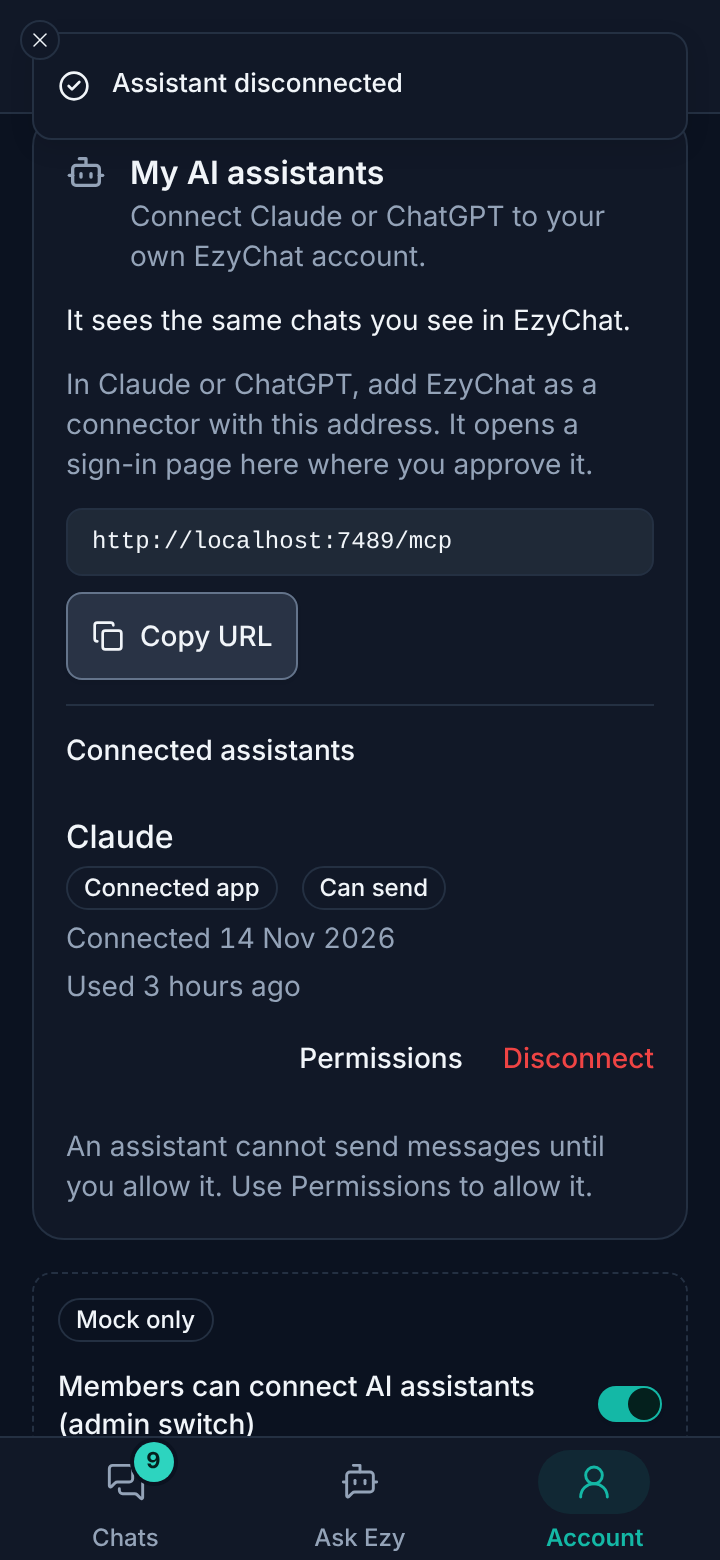 Assistant disconnected
My AI assistants
Connect Claude or ChatGPT to your
own EzyChat account.
It sees the same chats you see in EzyChat.
In Claude or ChatGPT, add EzyChat as a
connector with this address. It opens a
sign-in page here where you approve it.
http://localhost:7489/mcp
Copy URL
Connected assistants
Claude
Connected app
Can send
Connected 14 Nov 2026
Used 3 hours ago
Permissions
Disconnect
An assistant cannot send messages until
you allow it. Use Permissions to allow it.
Mock only
Members can connect AI assistants
(admin switch)
9
Chats
Ask Ezy
Account